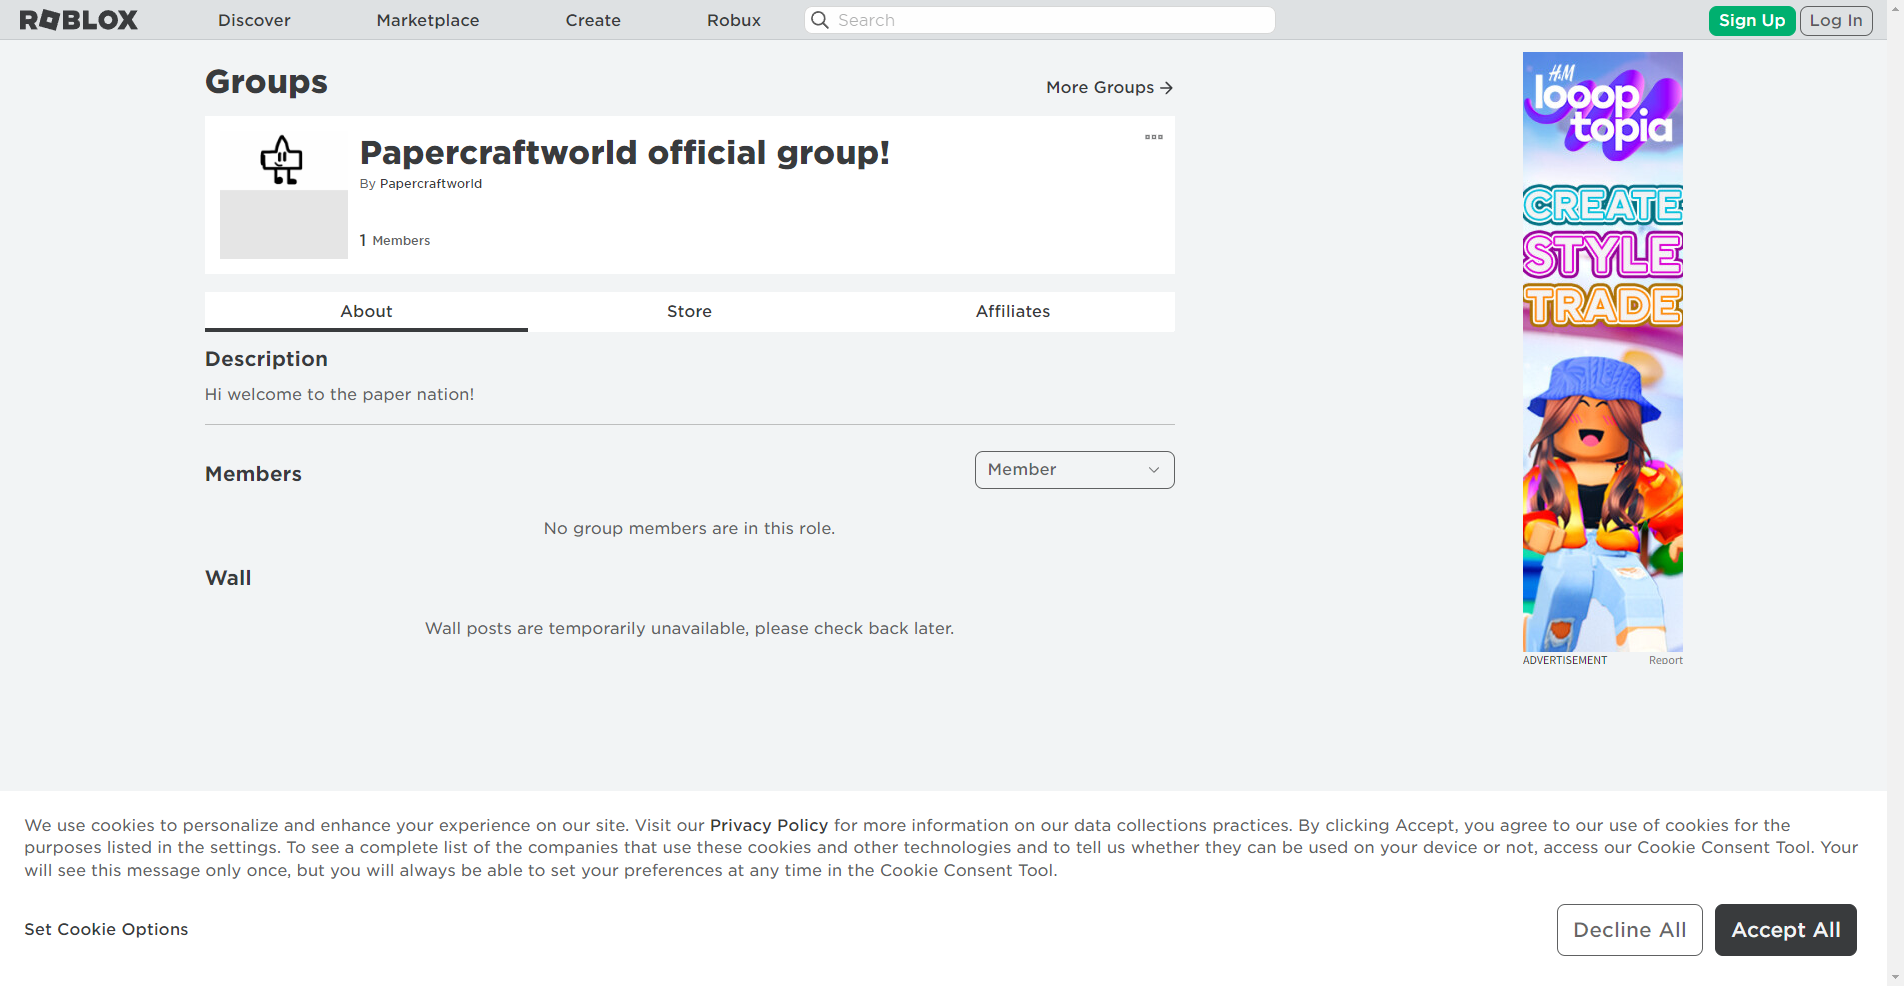 ROBLOX
Discover
Marketplace
Create
Robux
Search
Sign Up
Log In
Groups
More Groups
Papercraftworld official group!
By Papercraftworld
1 Members
About
Store
Affiliates
Description
Hi welcome to the paper nation!
Members
Member
No group members are in this role.
Wall
Wall posts are temporarily unavailable, please check back later.
H&M
looop
topia
CREATE
STYLE
TRADE
ADVERTISEMENT
Report
We use cookies to personalize and enhance your experience on our site. Visit our Privacy Policy for more information on our data collections practices. By clicking Accept, you agree to our use of cookies for the
purposes listed in the settings. To see a complete list of the companies that use these cookies and other technologies and to tell us whether they can be used on your device or not, access our Cookie Consent Tool. Your
will see this message only once, but you will always be able to set your preferences at any time in the Cookie Consent Tool.
Set Cookie Options
Decline All
Accept All